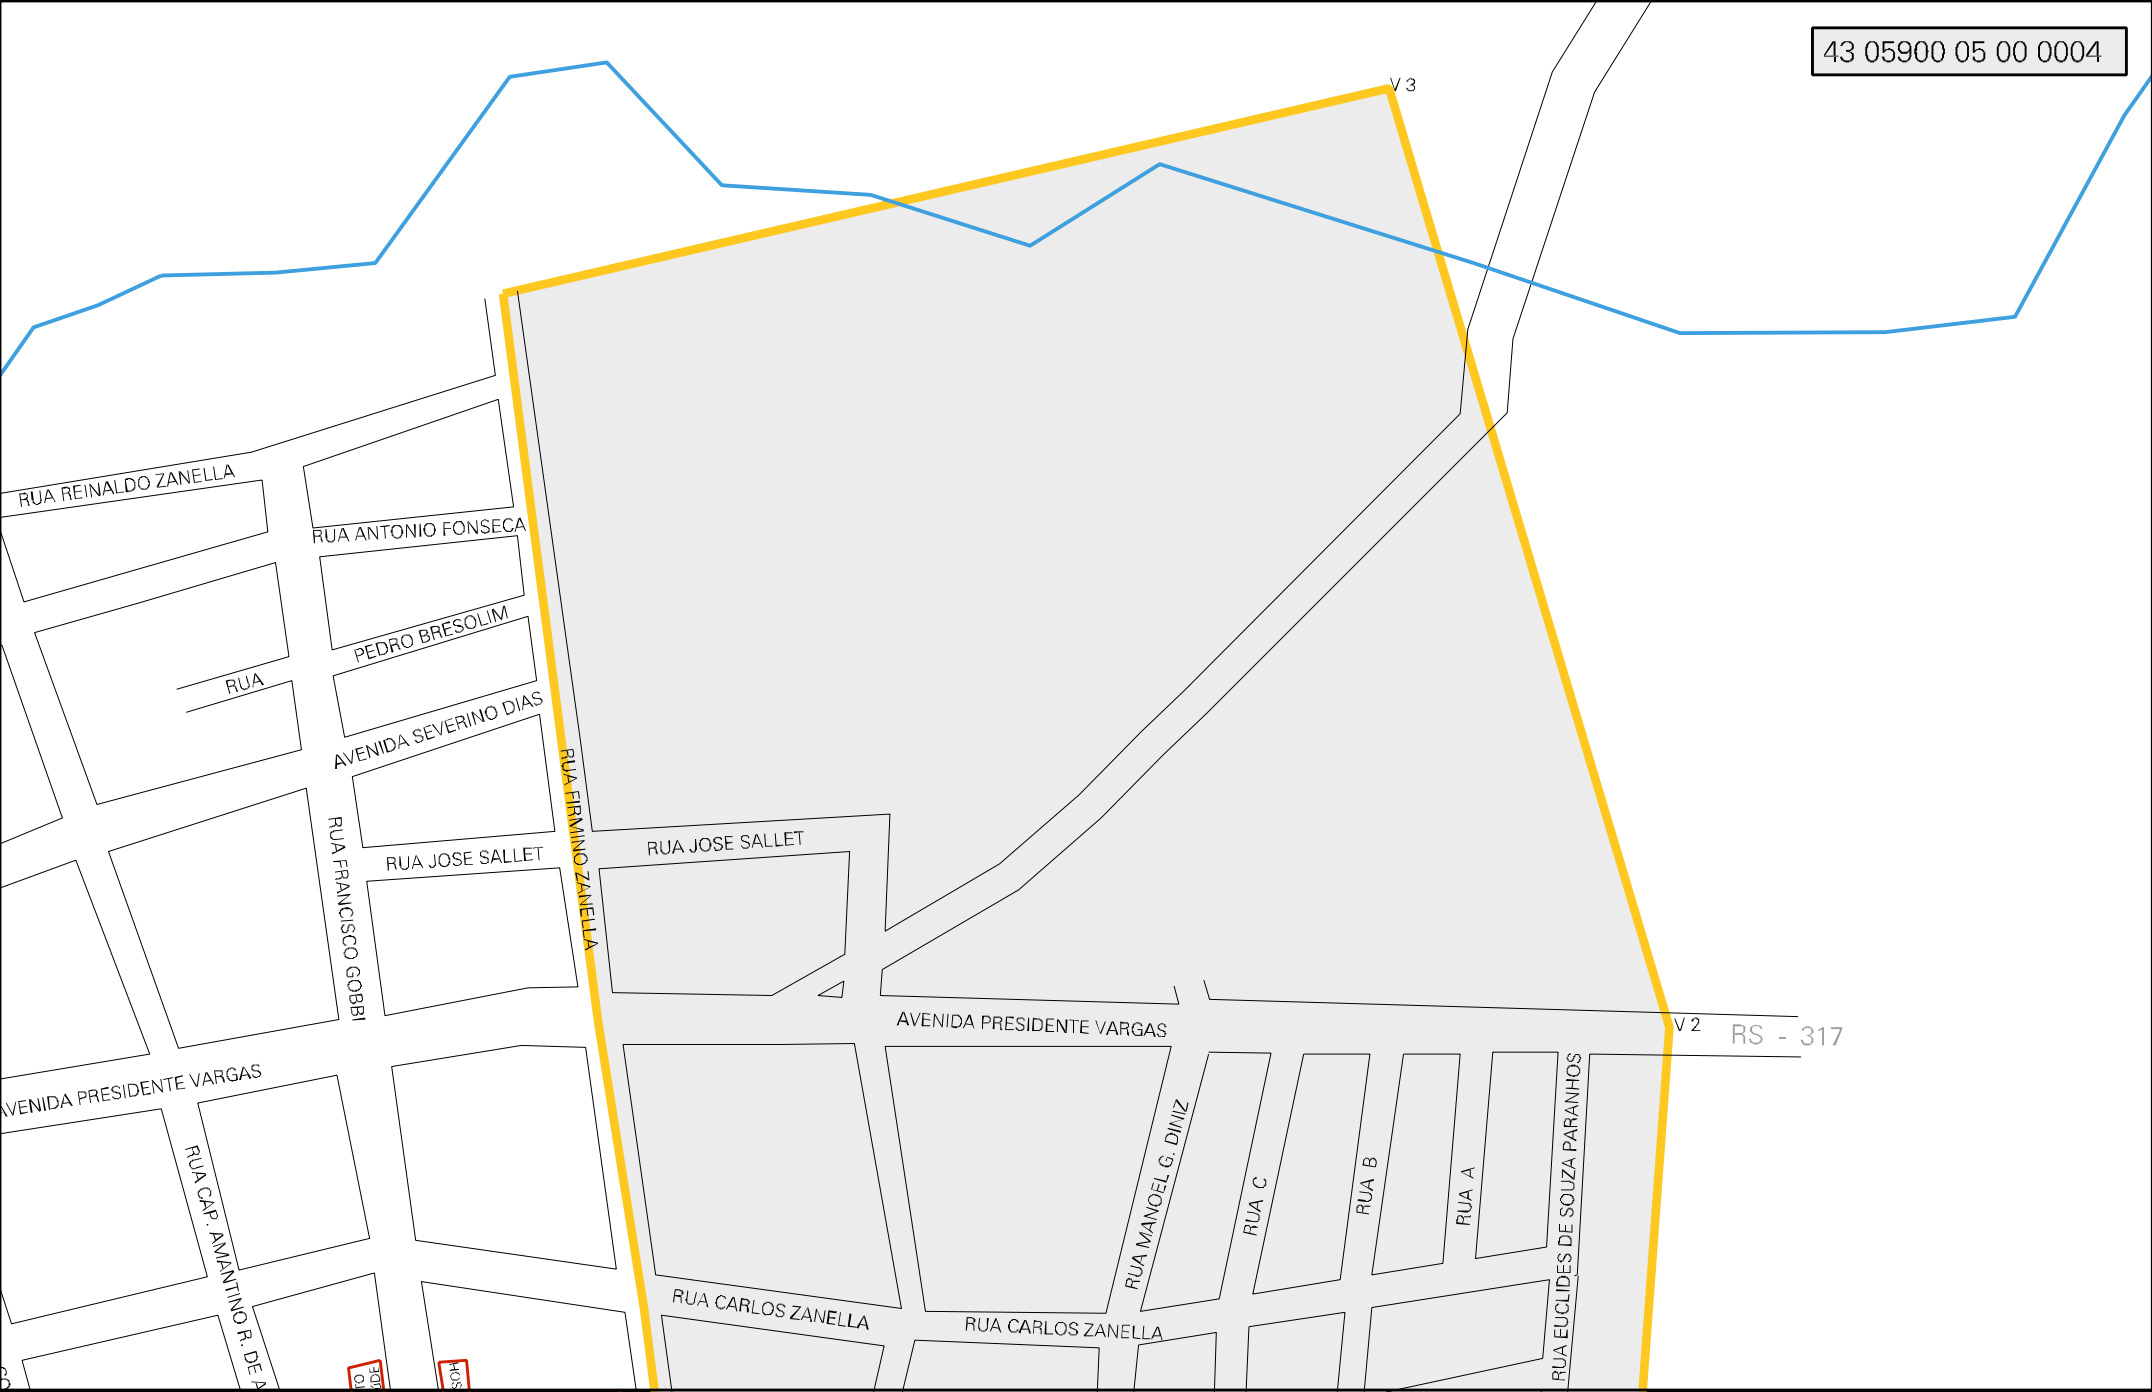 43 05900 05 00 0004
V 3
RUA REINALDO ZANELLA
RUA ANTONIO FONSECA
PEDRO BRESOLIM
RUA
AVENIDA SEVERINO DIAS
RUA FIRMINO ZANELLA
RUA FRANCISCO GOBBI
RUA JOSE SALLET
RUA JOSE SALLET
AVENIDA PRESIDENTE VARGAS
V 2
RS - 317
AVENIDA PRESIDENTE VARGAS
RUA CAP. AMANTINO R. DE A
RUA MANOEL G. DINIZ
RUA C
RUA B
RUA A
RUA EUCLIDES DE SOUZA PARANHOS
RUA CARLOS ZANELLA
RUA CARLOS ZANELLA
HOS